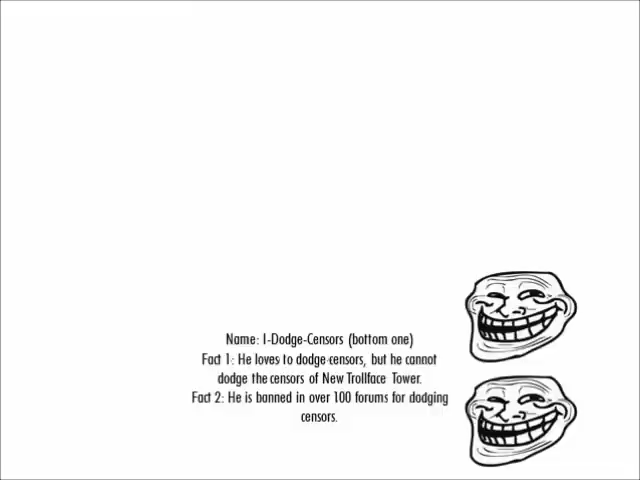 Name: I-Dodge-Censors (bottom one)
Fact 1: He loves to dodge censors, but he cannot
dodge the censors of New Trollface Tower.
Fact 2: He is banned in over 100 forums for dodging
censors.